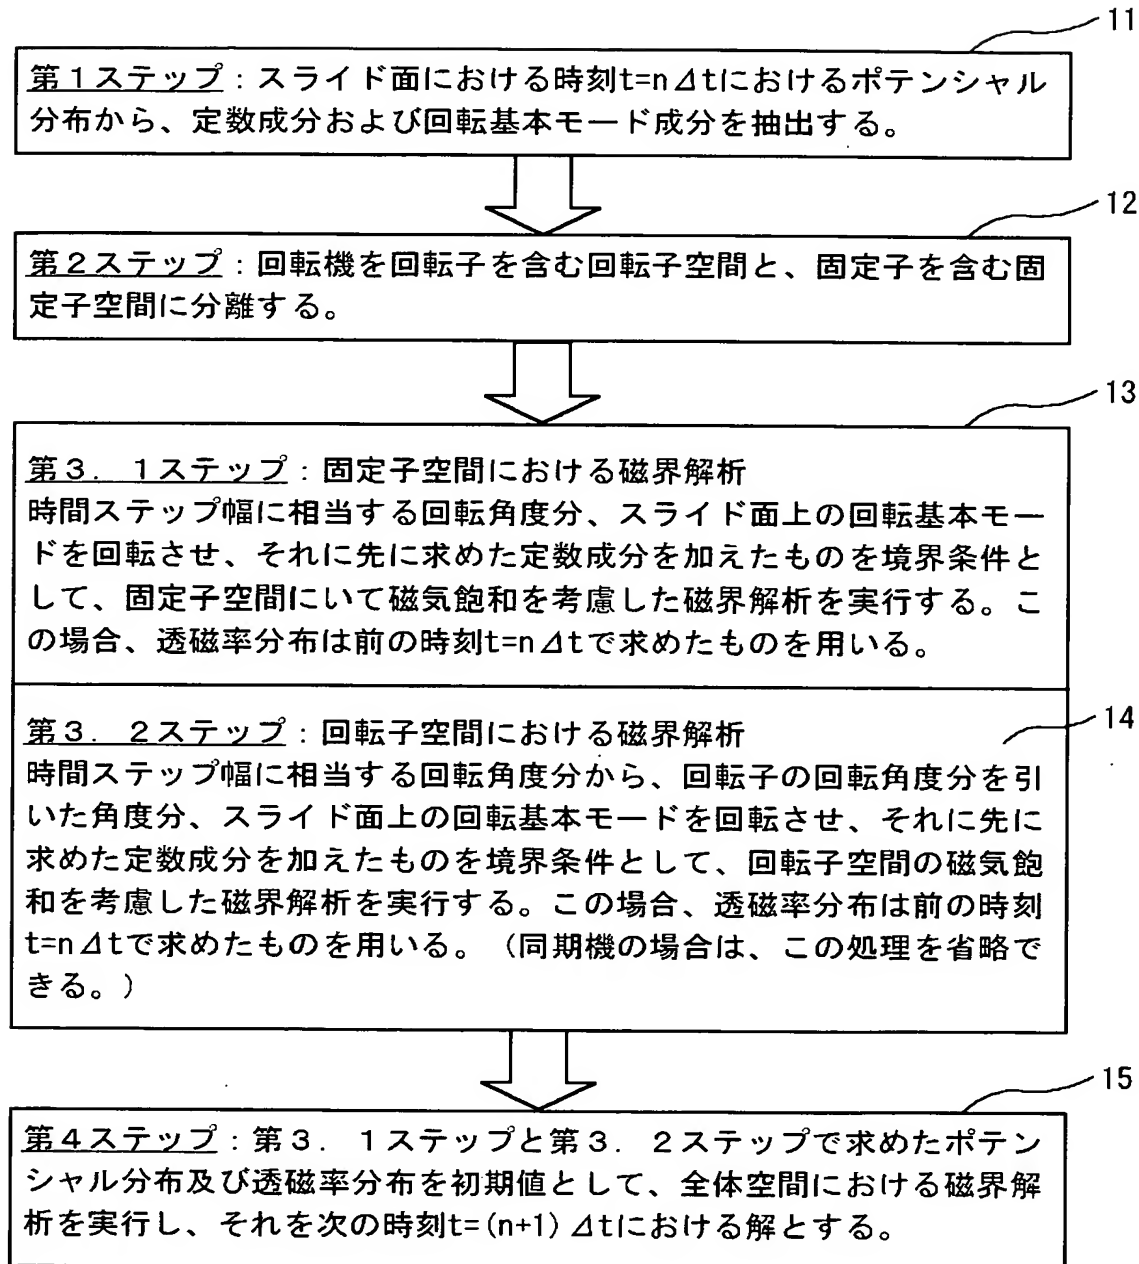 11
第1ステップ:スライド面における時刻t=nΔtにおけるポテンシャル
分布から、定数成分および回転基本モード成分を抽出する。
12
第2ステップ:回転機を回転子を含む回転子空間と、固定子を含む固
定子空間に分離する。
13
第3.1ステップ:固定子空間における磁界解析
時間ステップ幅に相当する回転角度分、スライド面上の回転基本モー
ドを回転させ、それに先に求めた定数成分を加えたものを境界条件と
して、固定子空間にいて磁気飽和を考慮した磁界解析を実行する。こ
の場合、透磁率分布は前の時刻t=nΔtで求めたものを用いる。
14
第3.2ステップ:回転子空間における磁界解析
時間ステップ幅に相当する回転角度分から、回転子の回転角度分を引
いた角度分、スライド面上の回転基本モードを回転させ、それに先に
求めた定数成分を加えたものを境界条件として、回転子空間の磁気飽
和を考慮した磁界解析を実行する。この場合、透磁率分布は前の時刻
t=nΔtで求めたものを用いる。(同期機の場合は、この処理を省略で
きる。)
15
第4ステップ:第3.1ステップと第3.2ステップで求めたポテン
シャル分布及び透磁率分布を初期値として、全体空間における磁界解
析を実行し、それを次の時刻t=(n+1)Δtにおける解とする。